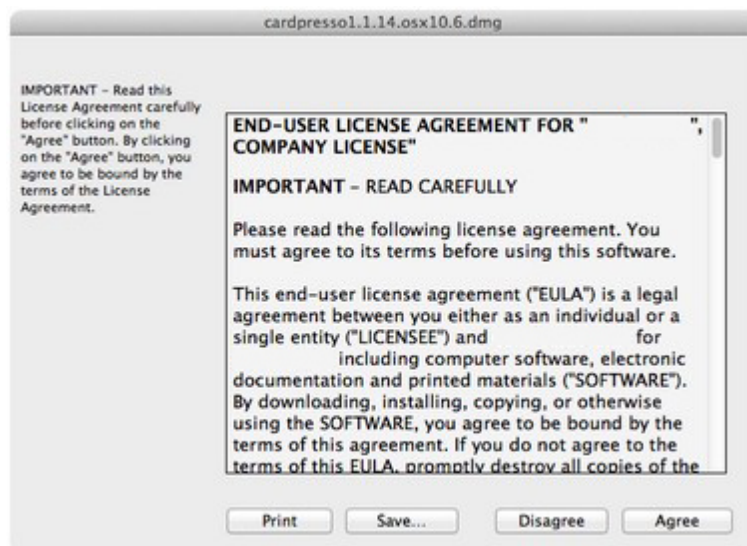 cardpresso1.1.14.osx10.6.dmg
IMPORTANT – Read this
License Agreement carefully
before clicking on the
"Agree" button. By clicking
on the "Agree" button, you
agree to be bound by the
terms of the License
Agreement.
END-USER LICENSE AGREEMENT FOR " ",
COMPANY LICENSE"
IMPORTANT – READ CAREFULLY
Please read the following license agreement. You
must agree to its terms before using this software.
This end-user license agreement ("EULA") is a legal
agreement between you either as an individual or a
single entity ("LICENSEE") and for
including computer software, electronic
documentation and printed materials ("SOFTWARE").
By downloading, installing, copying, or otherwise
using the SOFTWARE, you agree to be bound by the
terms of this agreement. If you do not agree to the
terms of this EULA, promptly destroy all copies of the
Print Save... Disagree Agree